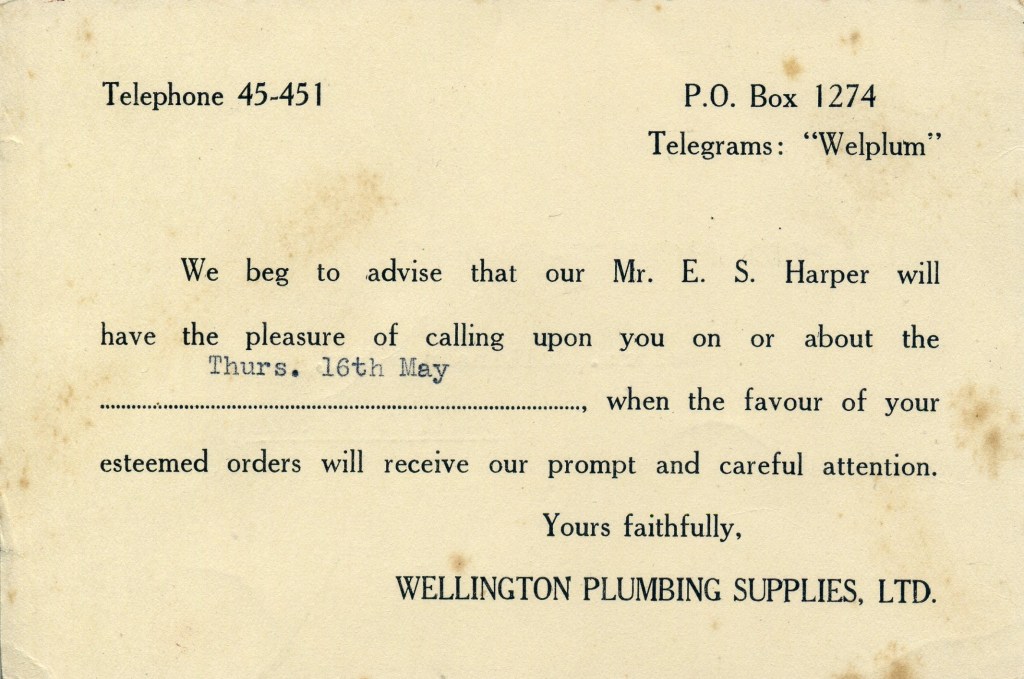 Telephone 45-451
P.O. Box 1274
Telegrams: "Welplum"
We beg to advise that our Mr. E. S. Harper will
have the pleasure of calling upon you on or about the
Thurs. 16th May
..............................................................., when the favour of your
esteemed orders will receive our prompt and careful attention.
Yours faithfully,
WELLINGTON PLUMBING SUPPLIES, LTD.